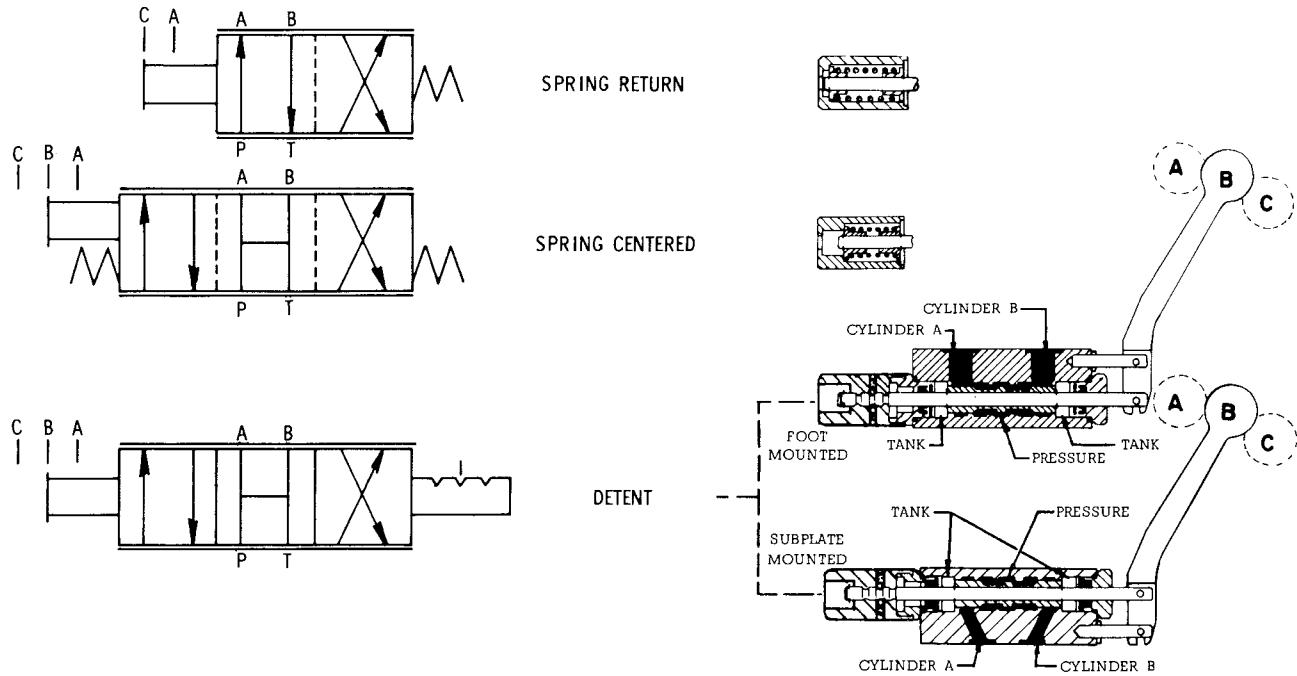 C A
A B
SPRING RETURN
P T
C B A
A B
SPRING CENTERED
P T
A
B
C
CYLINDER B
CYLINDER A
FOOT
MOUNTED
TANK
PRESSURE
TANK
C B A
A B
DETENT
P T
A
B
C
TANK
PRESSURE
SUBPLATE
MOUNTED
CYLINDER A
CYLINDER B